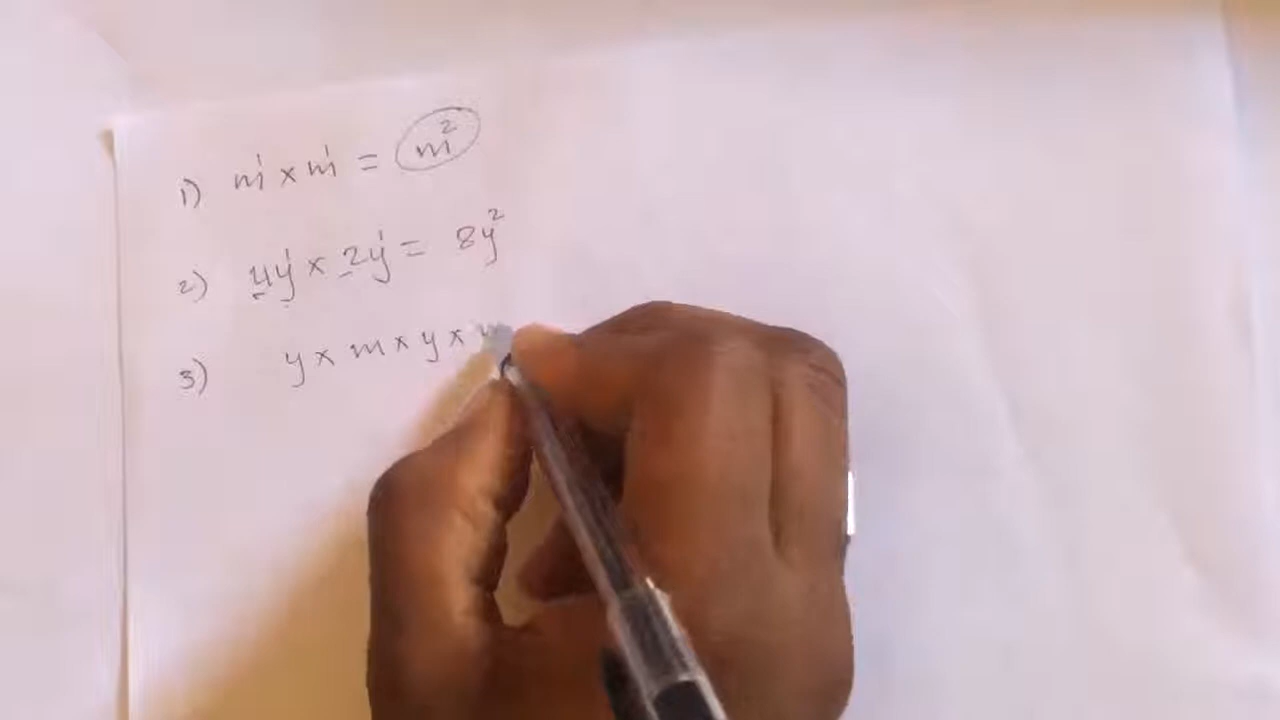 1) m¹ x m¹ = m²
2) 4y¹ x 2y¹ = 8y²
3) y x m x y x